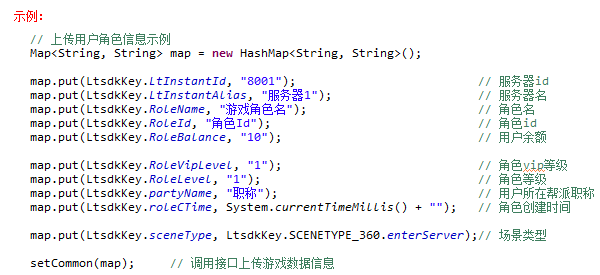 示例：
// 上传用户角色信息示例
Map<String, String> map = new HashMap<String, String>();
map.put(LtsdkKey.LtInstantId, "8001"); // 服务器id
map.put(LtsdkKey.LtInstantAlias, "服务器1"); // 服务器名
map.put(LtsdkKey.RoleName, "游戏角色名"); // 角色名
map.put(LtsdkKey.RoleId, "角色Id"); // 角色id
map.put(LtsdkKey.RoleBalance, "10"); // 用户余额
map.put(LtsdkKey.RoleVipLevel, "1"); // 角色vip等级
map.put(LtsdkKey.RoleLevel, "1"); // 角色等级
map.put(LtsdkKey.partyName, "职称"); // 用户所在帮派职称
map.put(LtsdkKey.roleCTime, System.currentTimeMillis() + ""); // 角色创建时间
map.put(LtsdkKey.sceneType, LtsdkKey.SCENETYPE_360.enterServer);// 场景类型
setCommon(map); // 调用接口上传游戏数据信息